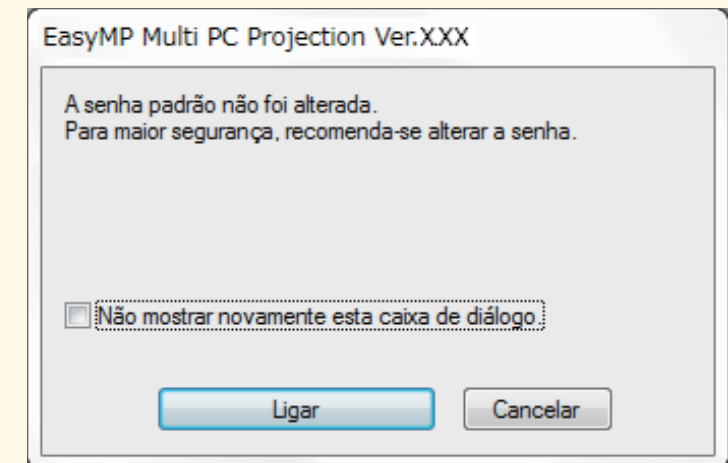 EasyMP Multi PC Projection Ver.XXX
A senha padrão não foi alterada.
Para maior segurança, recomenda-se alterar a senha.
Não mostrar novamente esta caixa de diálogo.
Ligar
Cancelar